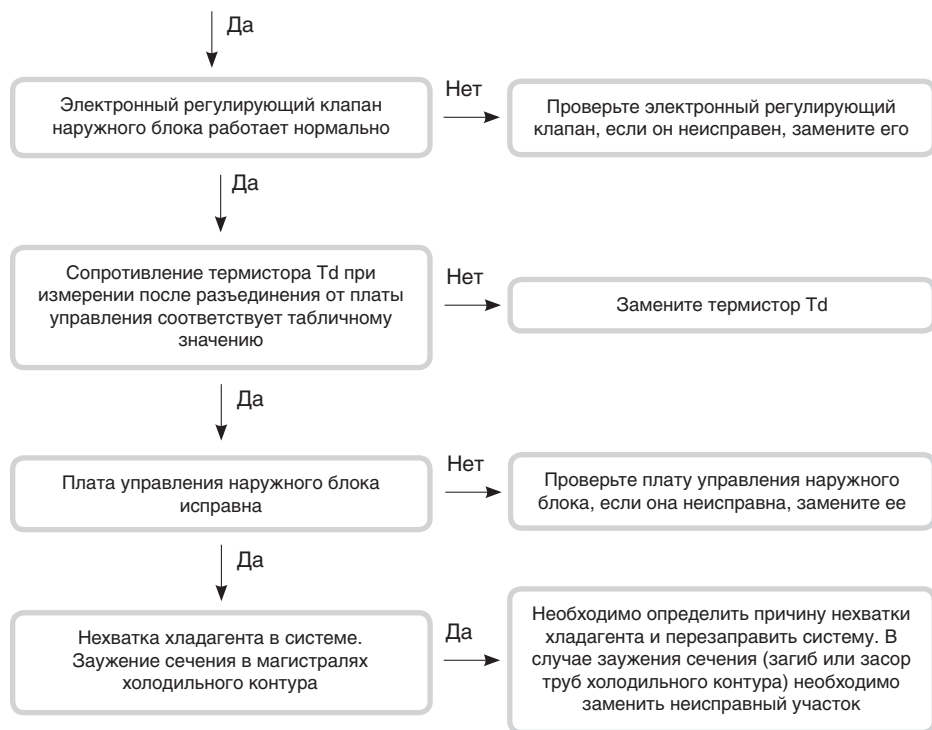 Да
Электронный регулирующий клапан
наружного блока работает нормально
Нет
Проверьте электронный регулирующий
клапан, если он неисправен, замените его
Да
Сопротивление термистора Td при
измерении после разъединения от платы
управления соответствует табличному
значению
Нет
Замените термистор Td
Да
Плата управления наружного блока
исправна
Нет
Проверьте плату управления наружного
блока, если она неисправна, замените ее
Да
Нехватка хладагента в системе.
Заужение сечения в магистралях
холодильного контура
Да
Необходимо определить причину нехватки
хладагента и перезаправить систему. В
случае заужения сечения (загиб или засор
труб холодильного контура) необходимо
заменить неисправный участок